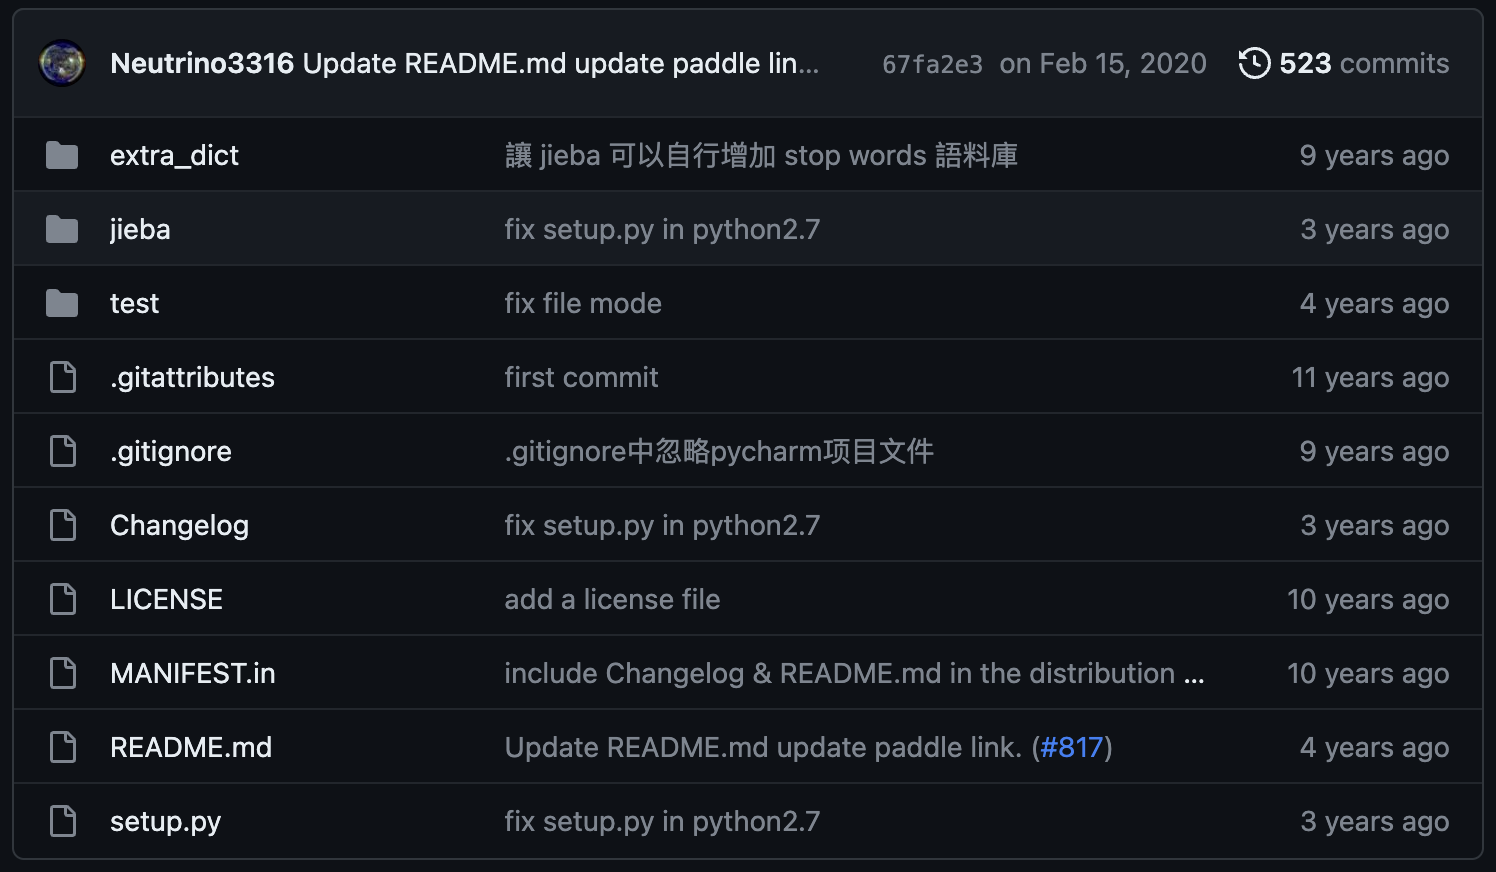 Neutrino3316 Update README.md update paddle lin... 67fa2e3 on Feb 15, 2020 523 commits
extra_dict 讓 jieba 可以自行增加 stop words 語料庫 9 years ago
jieba fix setup.py in python2.7 3 years ago
test fix file mode 4 years ago
.gitattributes first commit 11 years ago
.gitignore .gitignore中忽略pycharm项目文件 9 years ago
Changelog fix setup.py in python2.7 3 years ago
LICENSE add a license file 10 years ago
MANIFEST.in include Changelog & README.md in the distribution ... 10 years ago
README.md Update README.md update paddle link. (#817) 4 years ago
setup.py fix setup.py in python2.7 3 years ago